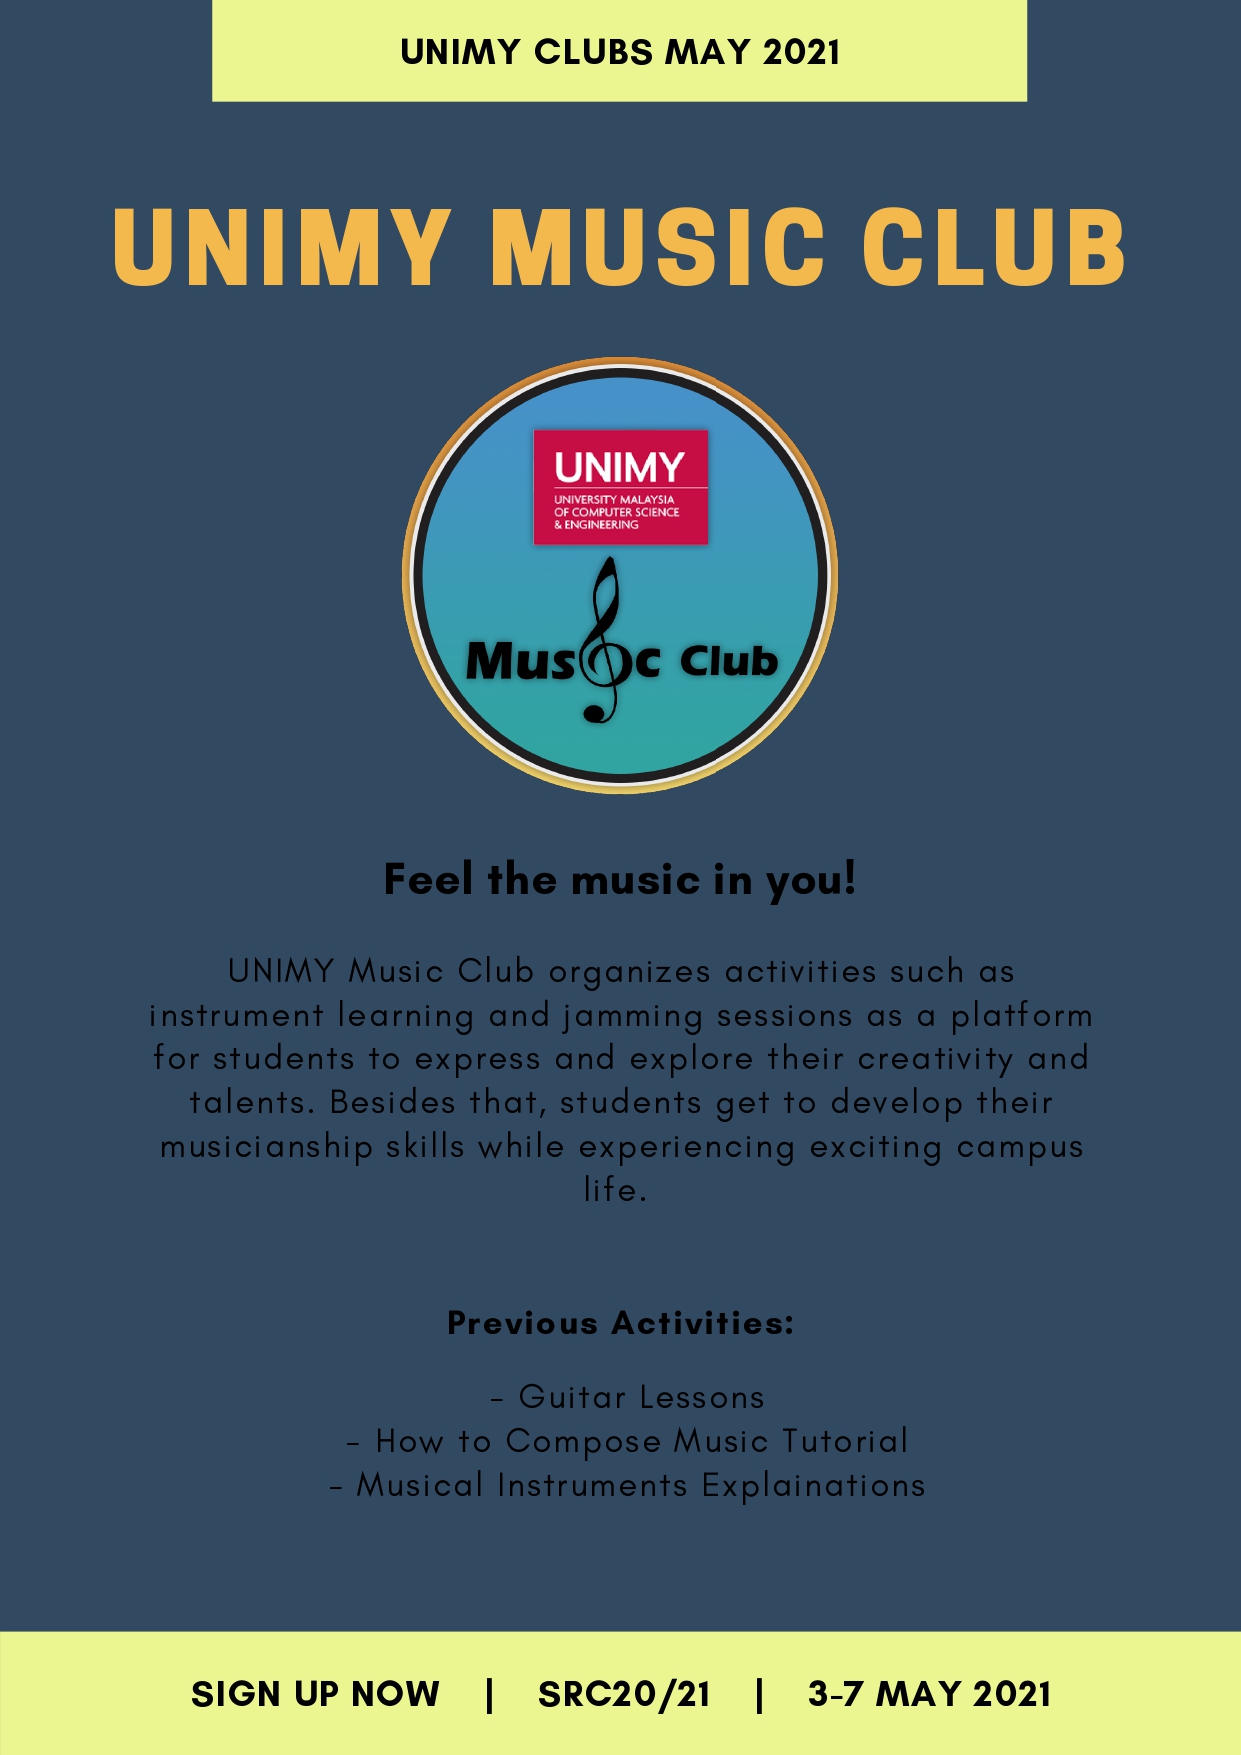 UNIMY CLUBS MAY 2021
UNIMY MUSIC CLUB
UNIMY
UNIVERSITY MALAYSIA
OF COMPUTER SCIENCE
& ENGINEERING
Music Club
Feel the music in you!
UNIMY Music Club organizes activities such as
instrument learning and jamming sessions as a platform
for students to express and explore their creativity and
talents. Besides that, students get to develop their
musicianship skills while experiencing exciting campus
life.
Previous Activities:
- Guitar Lessons
- How to Compose Music Tutorial
- Musical Instruments Explainations
SIGN UP NOW | SRC20/21 | 3-7 MAY 2021